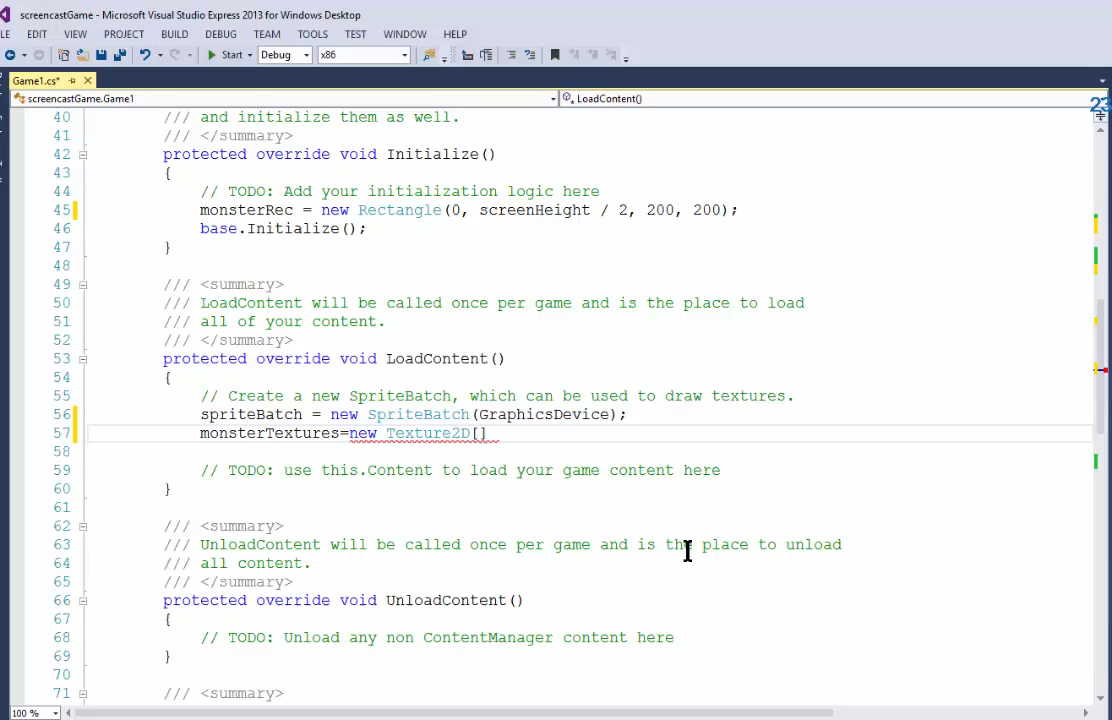 screencastGame - Microsoft Visual Studio Express 2013 for Windows Desktop
LE EDIT VIEW PROJECT BUILD DEBUG TEAM TOOLS TEST WINDOW HELP
Start Debug x86
Game1.cs*
screencastGame.Game1 LoadContent()
23
40 /// and initialize them as well.
41 /// </summary>
42 protected override void Initialize()
43 {
44 // TODO: Add your initialization logic here
45 monsterRec = new Rectangle(0, screenHeight / 2, 200, 200);
46 base.Initialize();
47 }
48
49 /// <summary>
50 /// LoadContent will be called once per game and is the place to load
51 /// all of your content.
52 /// </summary>
53 protected override void LoadContent()
54 {
55 // Create a new SpriteBatch, which can be used to draw textures.
56 spriteBatch = new SpriteBatch(GraphicsDevice);
57 monsterTextures=new Texture2D[]
58
59 // TODO: use this.Content to load your game content here
60 }
61
62 /// <summary>
63 /// UnloadContent will be called once per game and is the place to unload
64 /// all content.
65 /// </summary>
66 protected override void UnloadContent()
67 {
68 // TODO: Unload any non ContentManager content here
69 }
70
71 /// <summary>
100 %